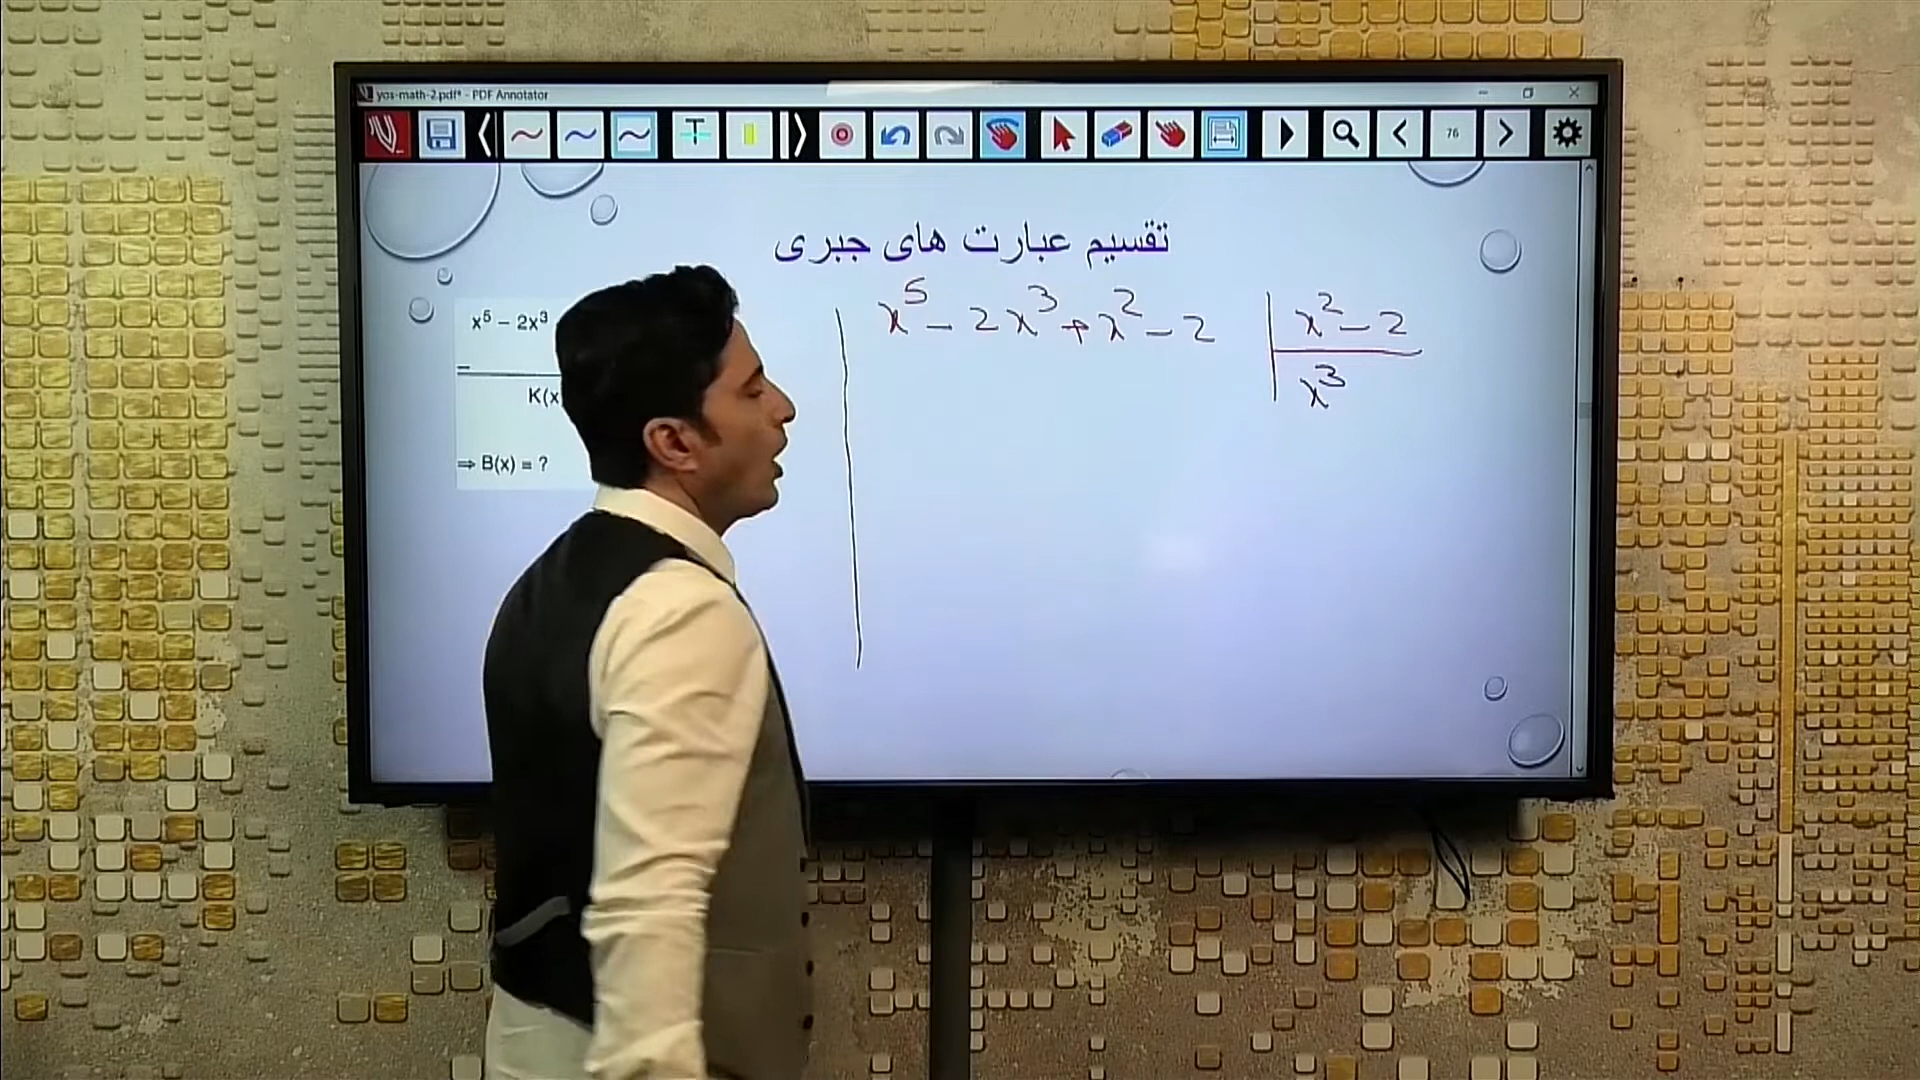 yos-math-2.pdf* - PDF Annotator
76
تقسیم عبارت های جبری
x⁵ – 2x³
K(x
⇒ B(x) = ?
x⁵ - 2x³ + x² - 2
x² - 2
x³